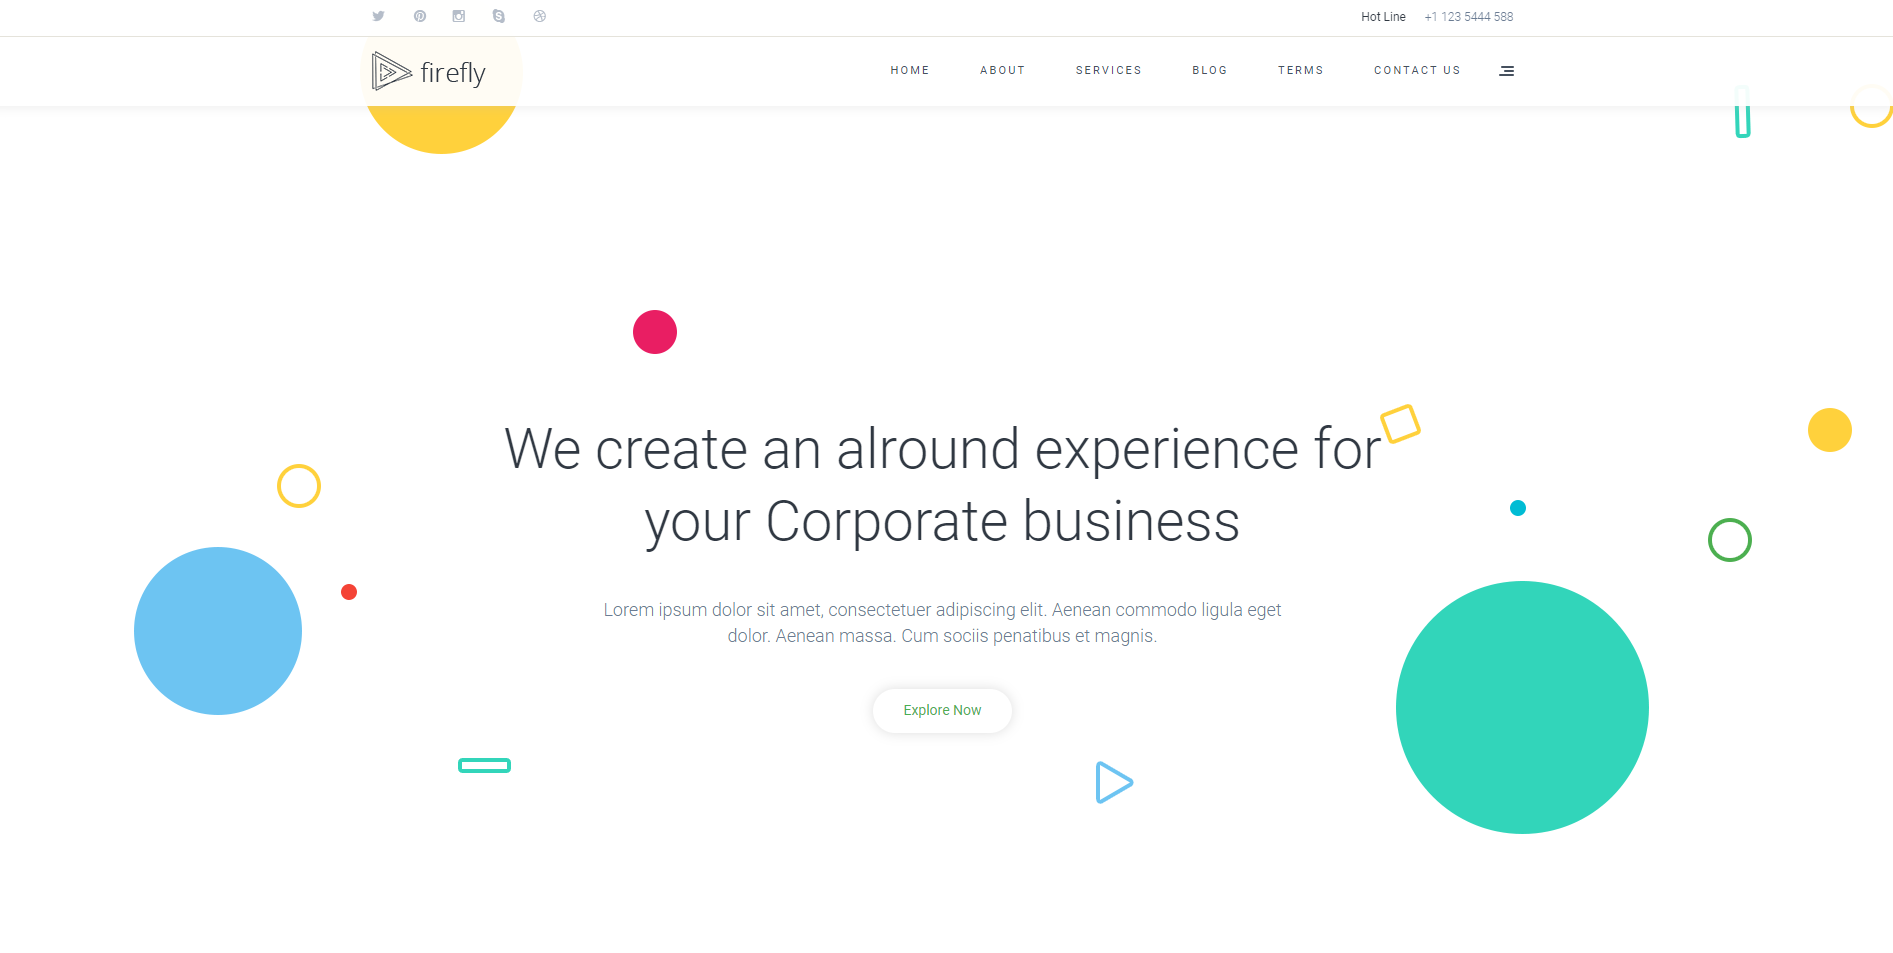 Hot Line +1 123 5444 588
firefly
HOME ABOUT SERVICES BLOG TERMS CONTACT US
We create an alround experience for
your Corporate business
Lorem ipsum dolor sit amet, consectetuer adipiscing elit. Aenean commodo ligula eget
dolor. Aenean massa. Cum sociis penatibus et magnis.
Explore Now